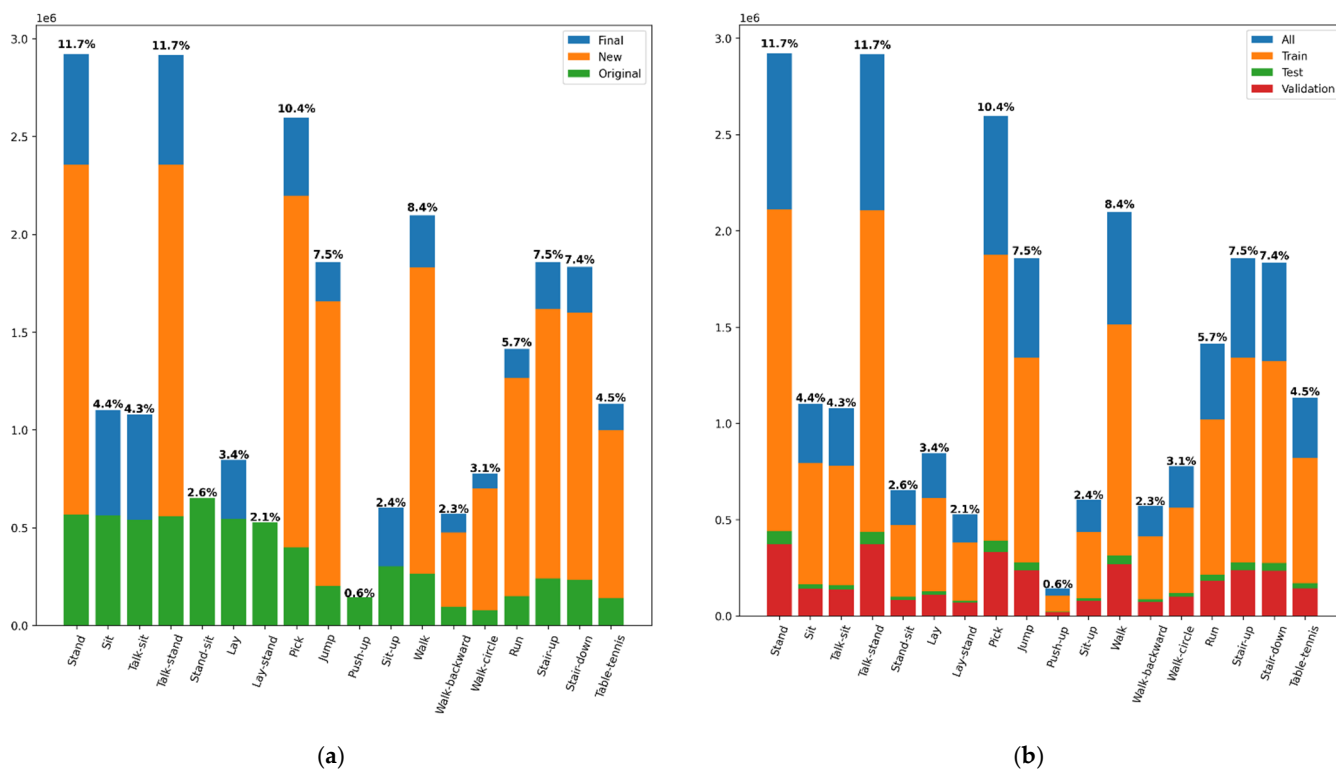 1e6
3.0
2.5
2.0
1.5
1.0
0.5
0.0
Final
New
Original
11.7%
4.4%
4.3%
11.7%
2.6%
3.4%
2.1%
10.4%
7.5%
0.6%
2.4%
8.4%
2.3%
3.1%
5.7%
7.5%
7.4%
4.5%
Stand
Sit
Talk-sit
Talk-stand
Stand-sit
Lay
Lay-stand
Pick
Jump
Push-up
Sit-up
Walk
Walk-backward
Walk-circle
Run
Stair-up
Stair-down
Table-tennis
(a)
1e6
3.0
2.5
2.0
1.5
1.0
0.5
0.0
All
Train
Test
Validation
11.7%
4.4%
4.3%
11.7%
2.6%
3.4%
2.1%
10.4%
7.5%
0.6%
2.4%
8.4%
2.3%
3.1%
5.7%
7.5%
7.4%
4.5%
Stand
Sit
Talk-sit
Talk-stand
Stand-sit
Lay
Lay-stand
Pick
Jump
Push-up
Sit-up
Walk
Walk-backward
Walk-circle
Run
Stair-up
Stair-down
Table-tennis
(b)